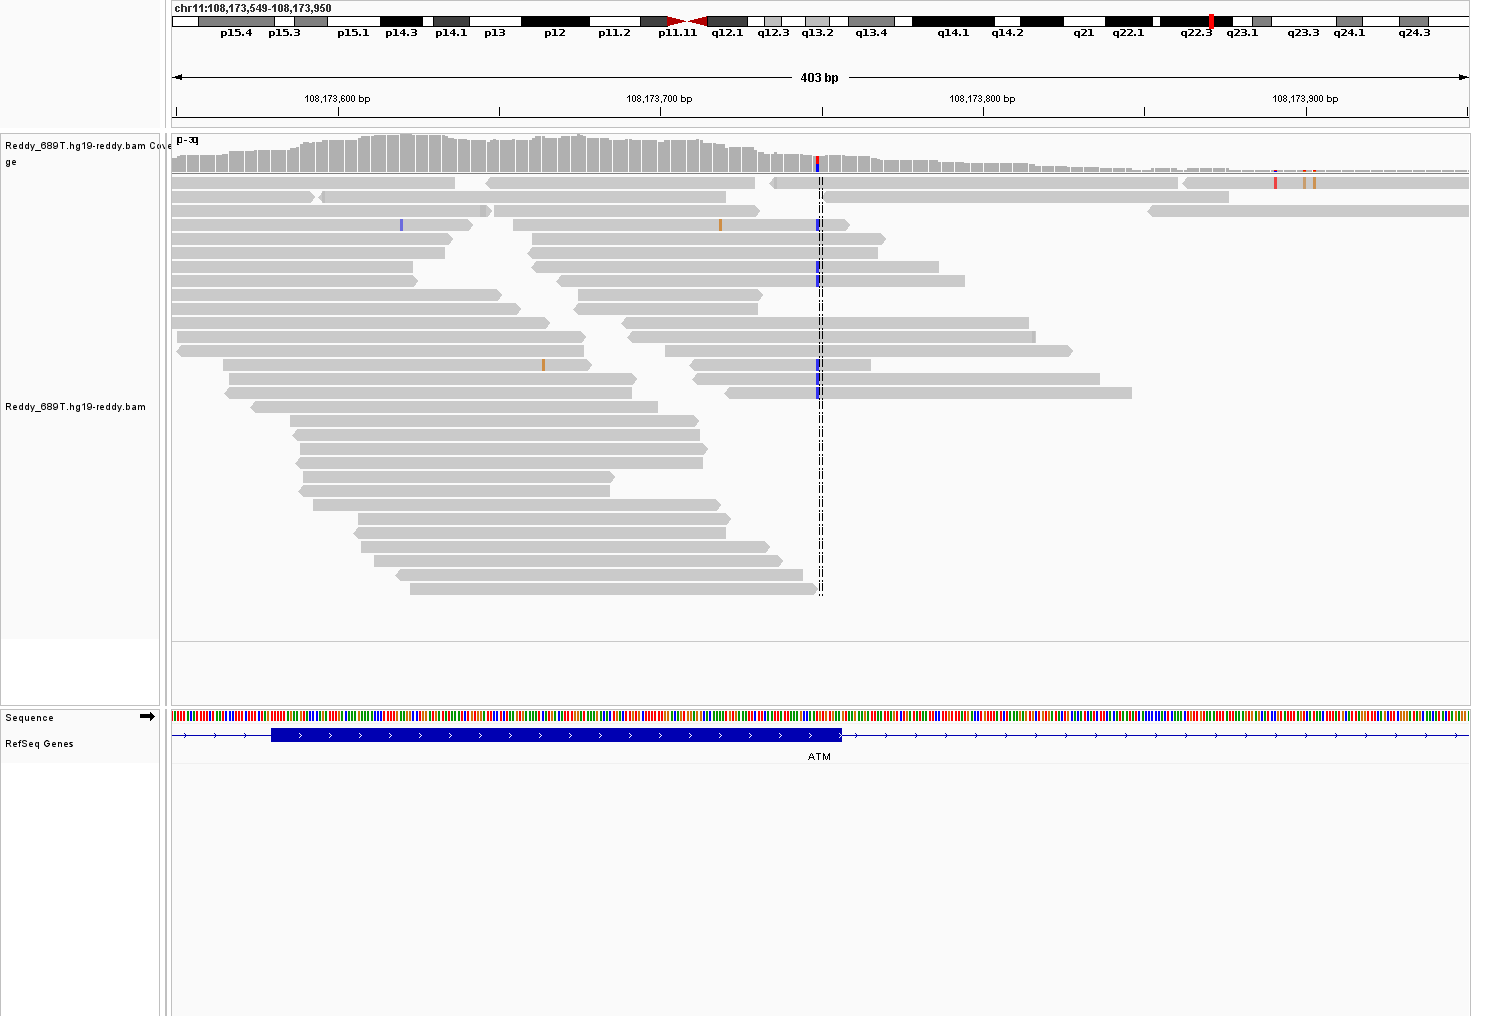 chr11:108,173,549-108,173,950
p15.4 p15.3 p15.1 p14.3 p14.1 p13 p12 p11.2 p11.11 q12.1 q12.3 q13.2 q13.4 q14.1 q14.2 q21 q22.1 q22.3 q23.1 q23.3 q24.1 q24.3
403 bp
108,173,600 bp 108,173,700 bp 108,173,800 bp 108,173,900 bp
[0-30]
Reddy_689T.hg19-reddy.bam Cove
ge
Reddy_689T.hg19-reddy.bam
Sequence
RefSeq Genes
ATM